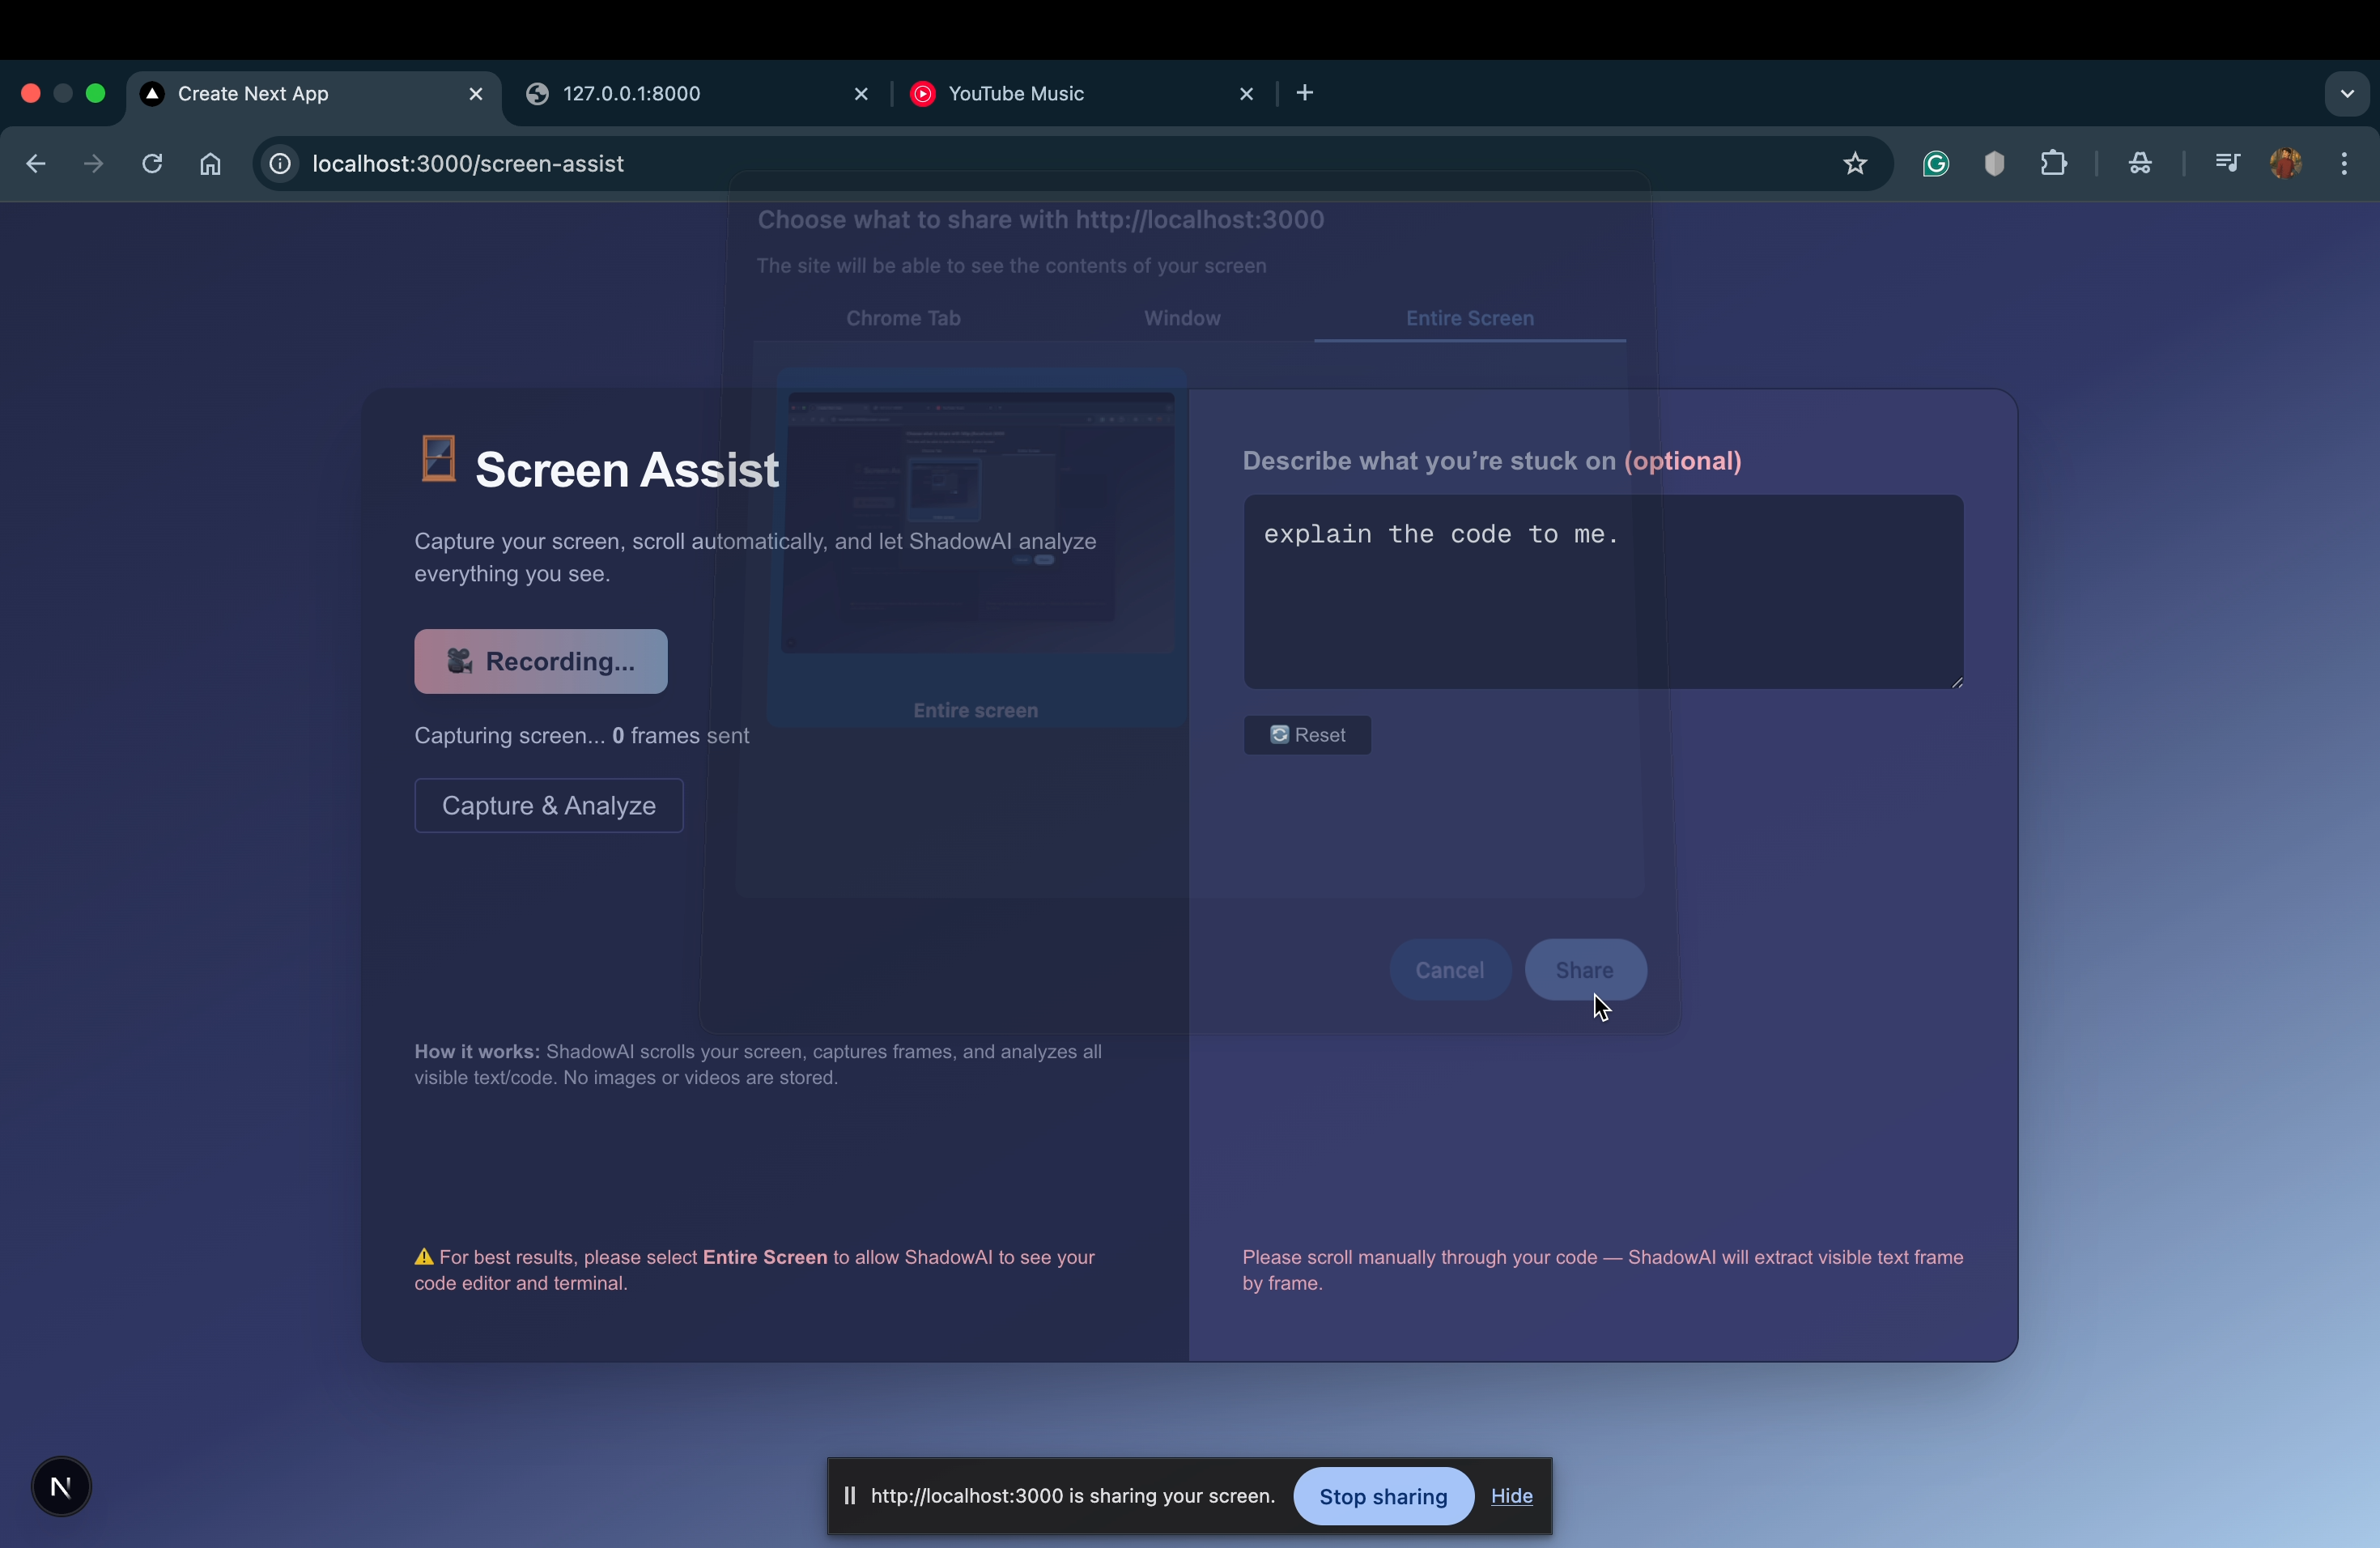 Create Next App
127.0.0.1:8000
YouTube Music
localhost:3000/screen-assist
Choose what to share with http://localhost:3000
The site will be able to see the contents of your screen
Chrome Tab
Window
Entire Screen
Entire screen
Cancel
Share
Screen Assist
Capture your screen, scroll automatically, and let ShadowAI analyze
everything you see.
Recording...
Capturing screen... 0 frames sent
Capture & Analyze
How it works: ShadowAI scrolls your screen, captures frames, and analyzes all
visible text/code. No images or videos are stored.
⚠️ For best results, please select Entire Screen to allow ShadowAI to see your
code editor and terminal.
Describe what you’re stuck on (optional)
explain the code to me.
Reset
Please scroll manually through your code — ShadowAI will extract visible text frame
by frame.
N
http://localhost:3000 is sharing your screen.
Stop sharing
Hide